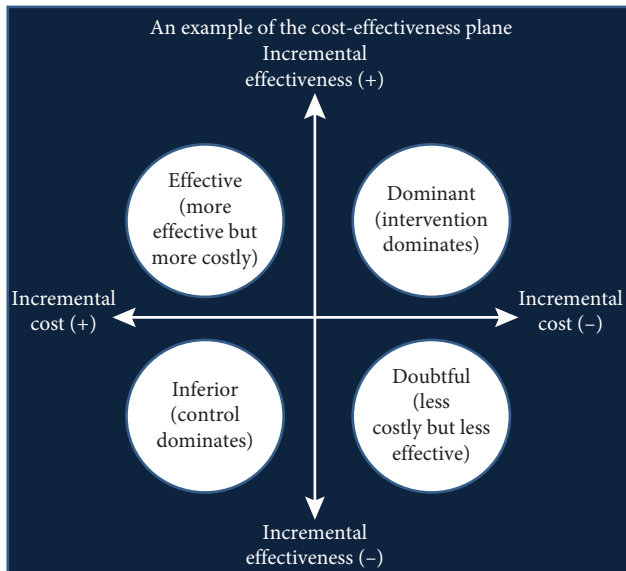 An example of the cost-effectiveness plane
Incremental
effectiveness (+)
Effective
(more
effective but
more costly)
Dominant
(intervention
dominates)
Incremental
cost (+)
Incremental
cost (–)
Inferior
(control
dominates)
Doubtful
(less
costly but less
effective)
Incremental
effectiveness (–)